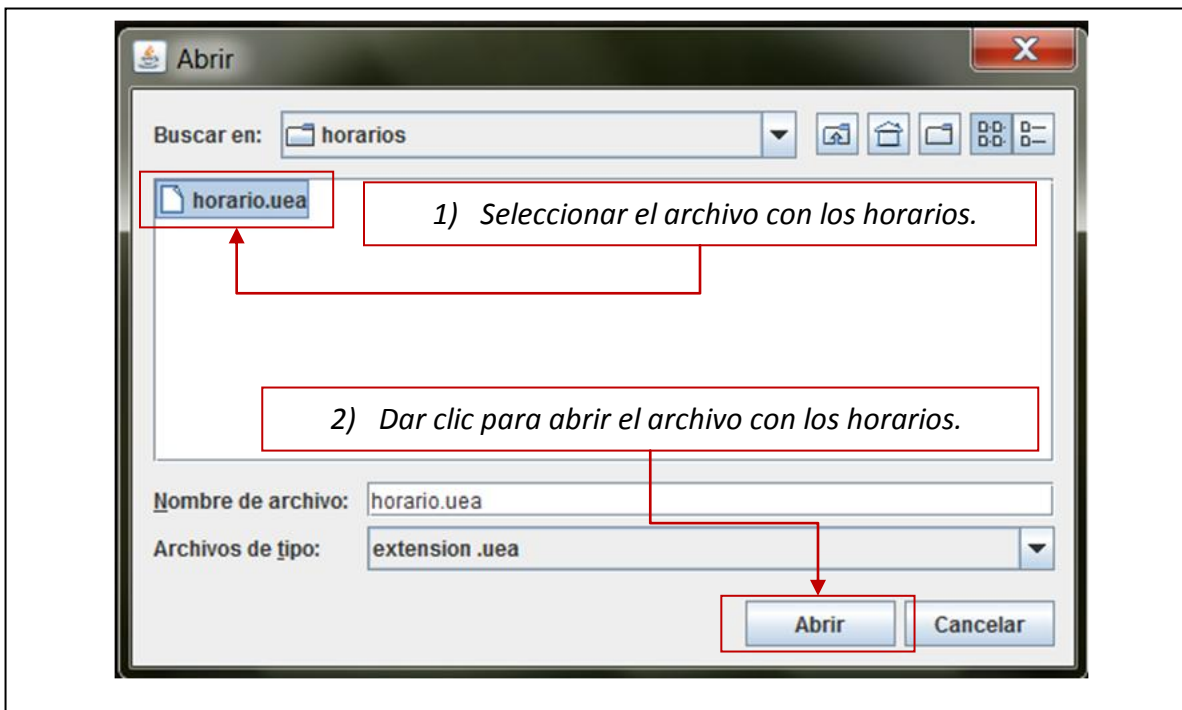 Abrir
Buscar en: horarios
horario.uea
1) Seleccionar el archivo con los horarios.
2) Dar clic para abrir el archivo con los horarios.
Nombre de archivo: horario.uea
Archivos de tipo: extension .uea
Abrir Cancelar